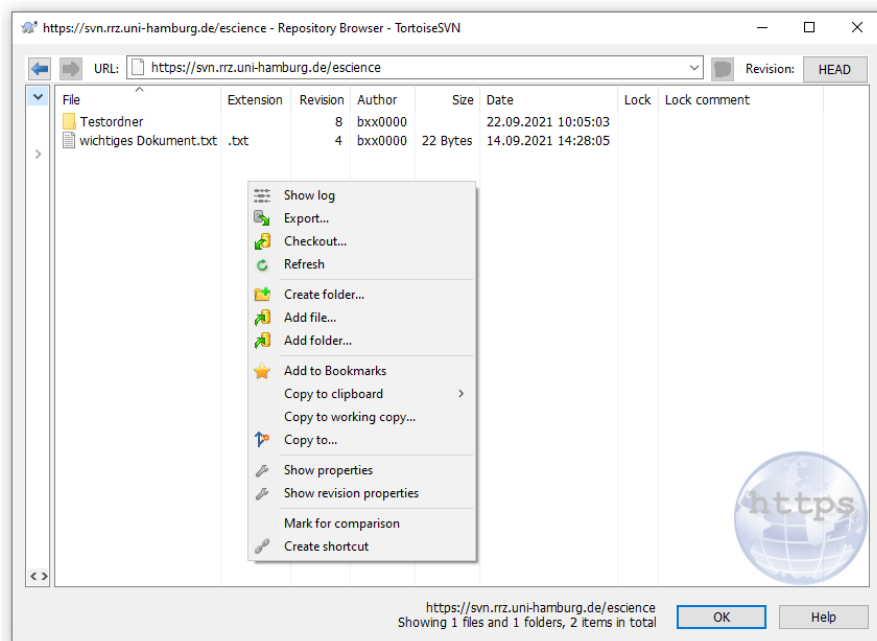 https://svn.rrz.uni-hamburg.de/escience - Repository Browser - TortoiseSVN
URL: https://svn.rrz.uni-hamburg.de/escience Revision: HEAD
File Extension Revision Author Size Date Lock Lock comment
Testordner 8 bxx0000 22.09.2021 10:05:03
wichtiges Dokument.txt .txt 4 bxx0000 22 Bytes 14.09.2021 14:28:05
Show log
Export...
Checkout...
Refresh
Create folder...
Add file...
Add folder...
Add to Bookmarks
Copy to clipboard
Copy to working copy...
Copy to...
Show properties
Show revision properties
Mark for comparison
Create shortcut
https
https://svn.rrz.uni-hamburg.de/escience
Showing 1 files and 1 folders, 2 items in total
OK Help